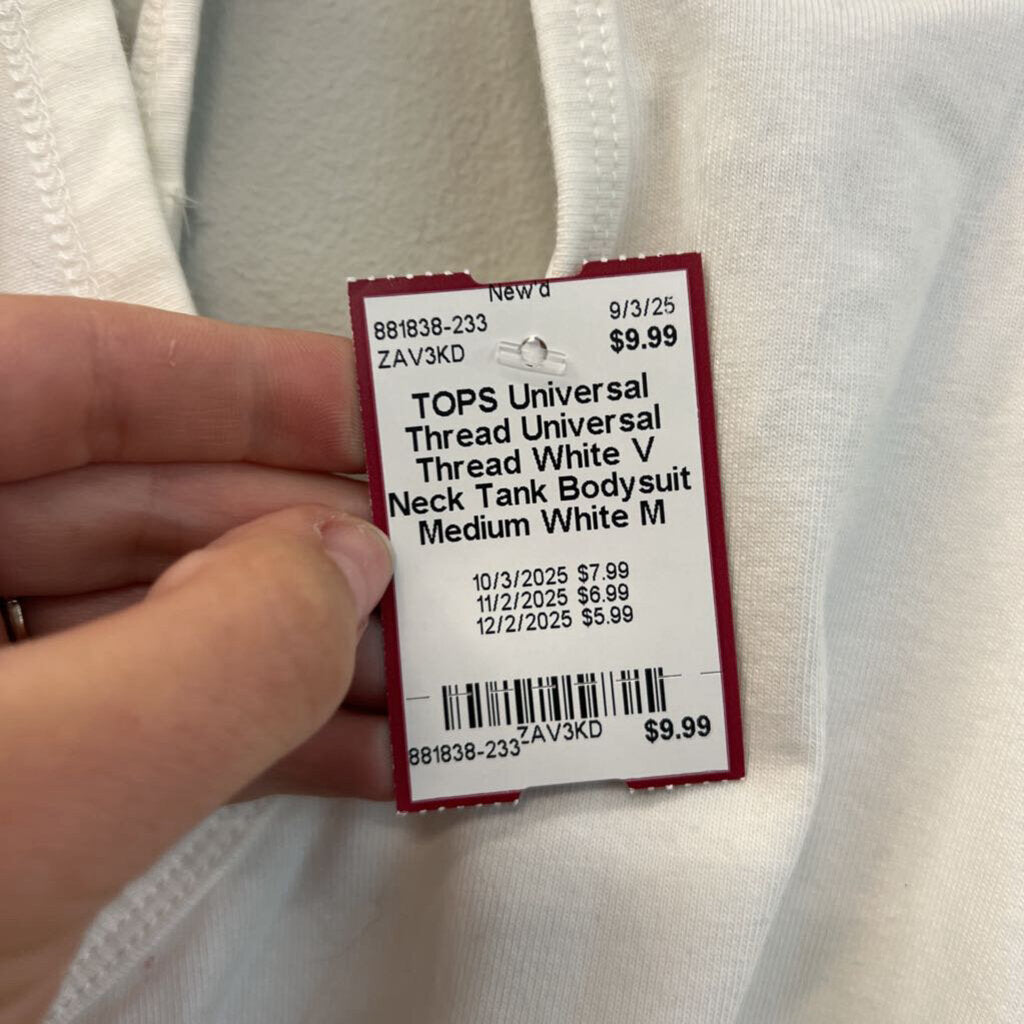 New'd
881838-233 9/3/25
ZAV3KD $9.99
TOPS Universal
Thread Universal
Thread White V
Neck Tank Bodysuit
Medium White M
10/3/2025 $7.99
11/2/2025 $6.99
12/2/2025 $5.99
881838-233 ZAV3KD $9.99